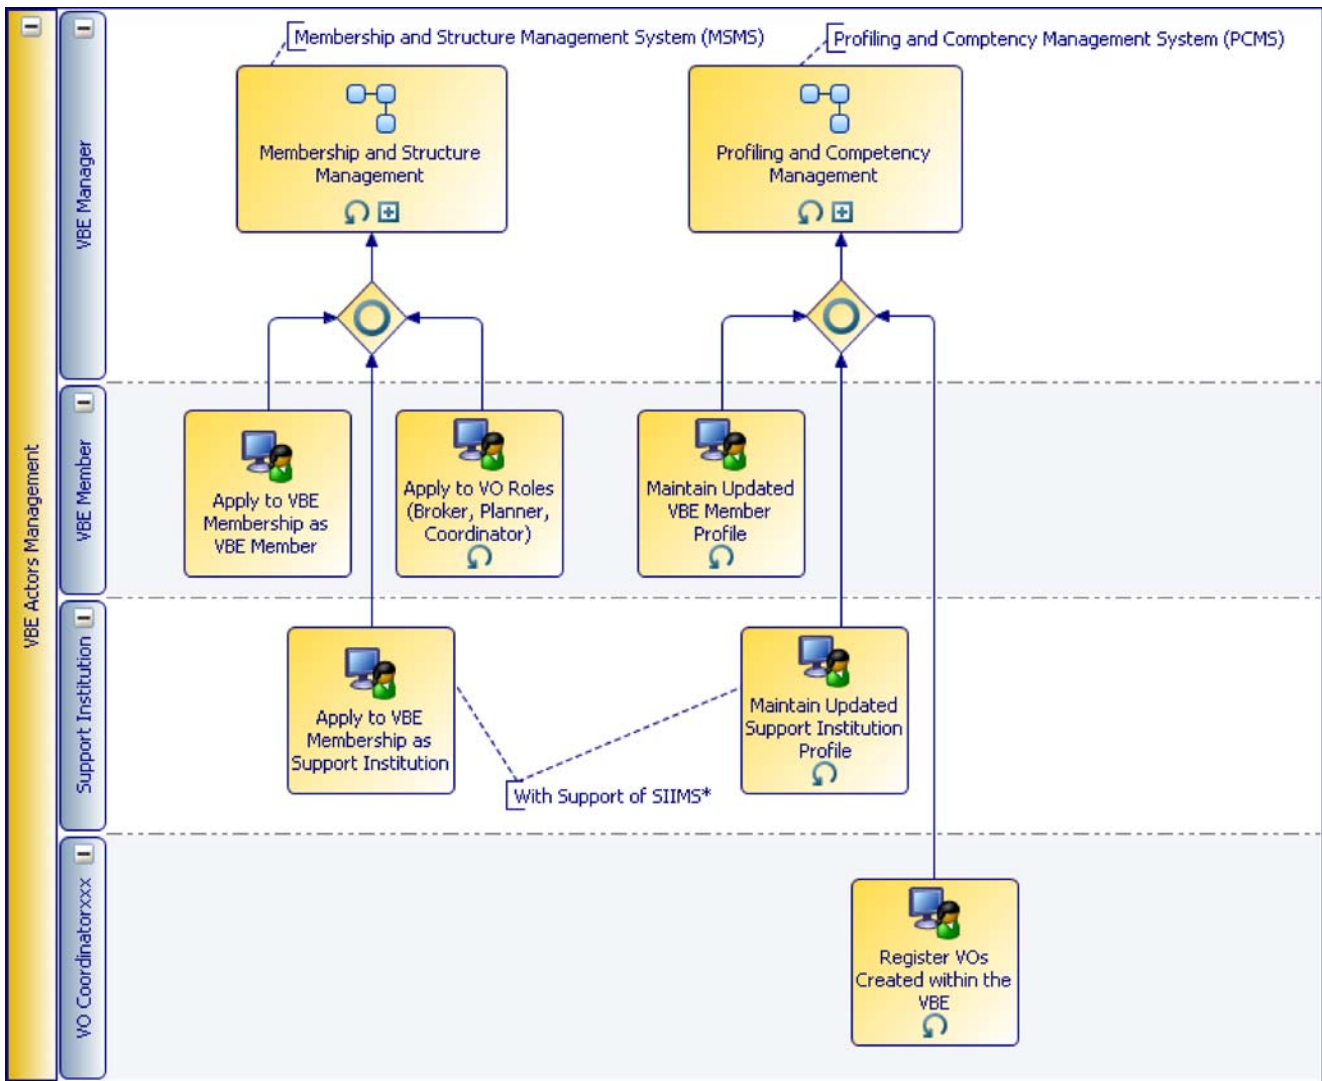 VBE Actors Management
VBE Manager
Membership and Structure Management System (MSMS)
Profiling and Comptency Management System (PCMS)
Membership and Structure
Management
Profiling and Competency
Management
VBE Member
Apply to VBE
Membership as
VBE Member
Apply to VO Roles
(Broker, Planner,
Coordinator)
Maintain Updated
VBE Member
Profile
Support Institution
Apply to VBE
Membership as
Support Institution
Maintain Updated
Support Institution
Profile
With Support of SIIMS*
VO Coordinatorxxx
Register VOs
Created within the
VBE